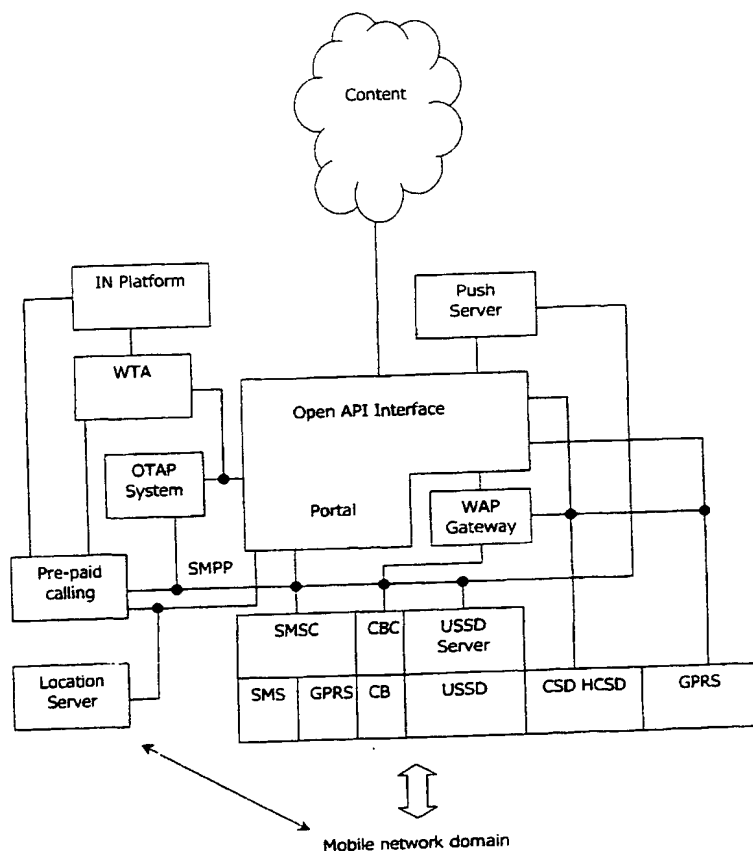 Content
IN Platform
Push
Server
WTA
Open API Interface
OTAP
System
Portal
WAP
Gateway
Pre-paid
calling
SMPP
SMSC
CBC
USSD
Server
Location
Server
SMS
GPRS
CB
USSD
CSD HCSD
GPRS
Mobile network domain